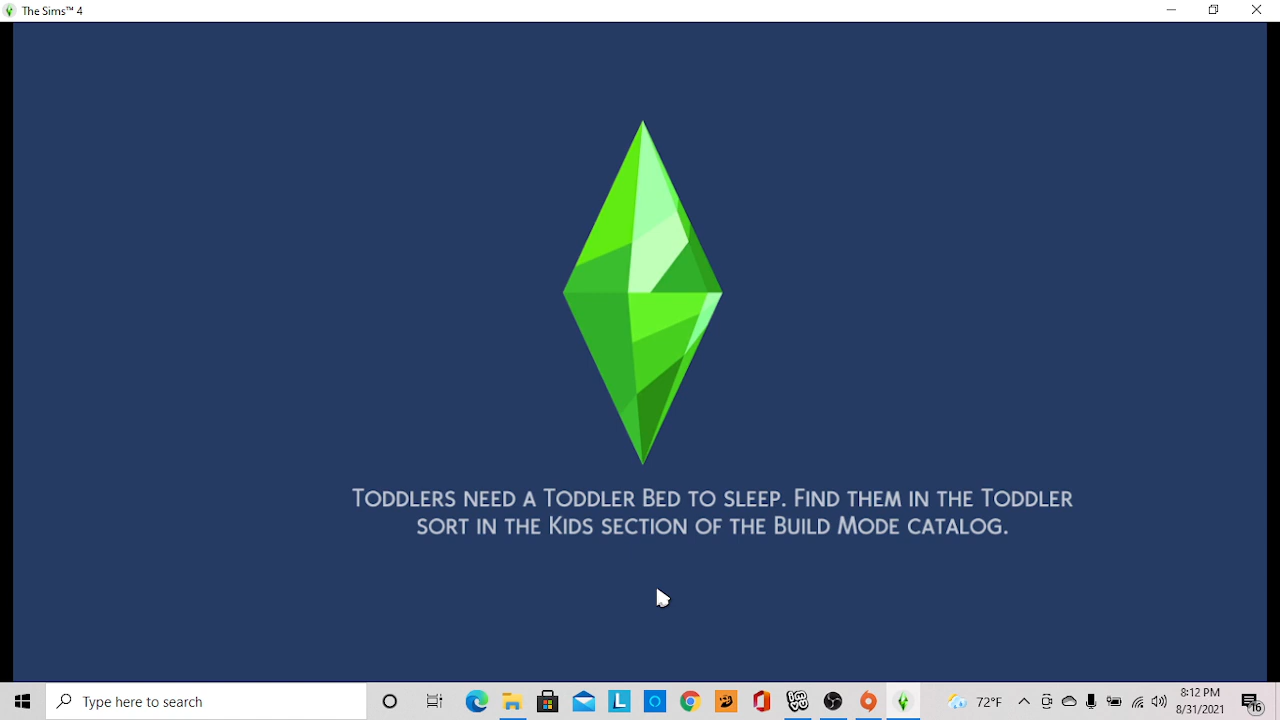 The Sims™ 4
Toddlers need a Toddler Bed to sleep. Find them in the Toddler
sort in the Kids section of the Build Mode catalog.
Type here to search
72°F
8:12 PM
8/31/2021
16